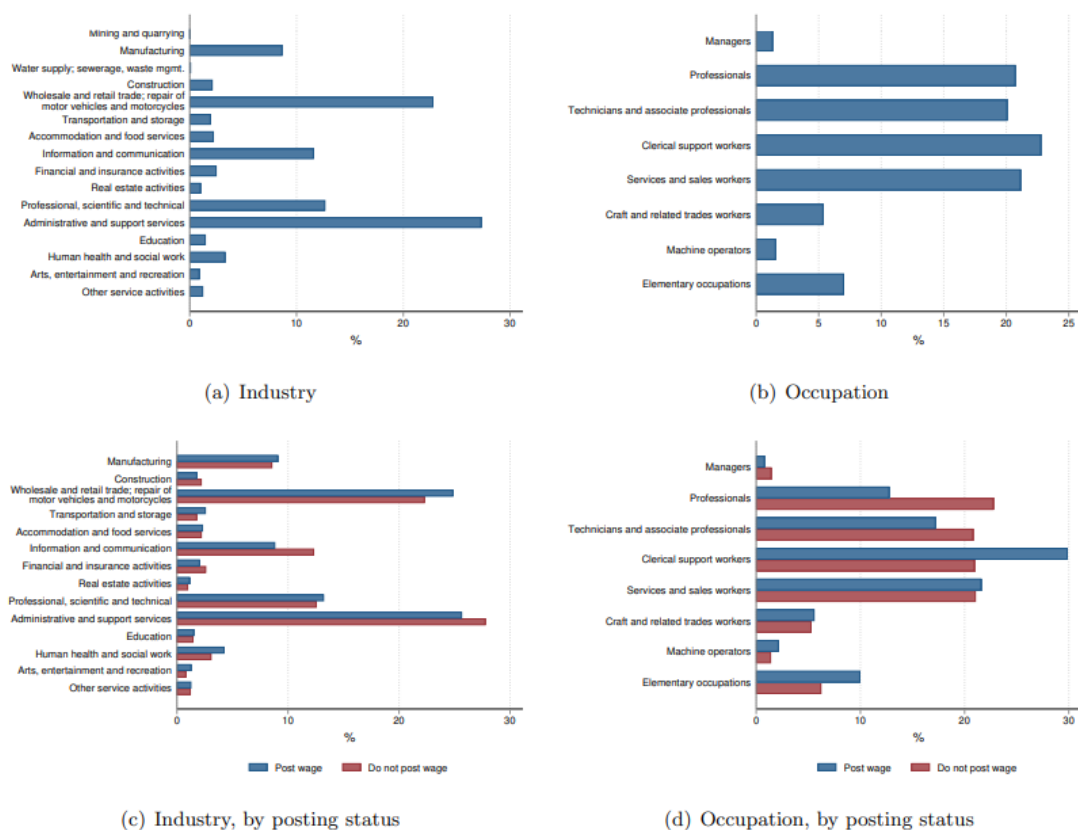 Mining and quarrying
Manufacturing
Water supply; sewerage, waste mgmt.
Construction
Wholesale and retail trade; repair of
motor vehicles and motorcycles
Transportation and storage
Accommodation and food services
Information and communication
Financial and insurance activities
Real estate activities
Professional, scientific and technical
Administrative and support services
Education
Human health and social work
Arts, entertainment and recreation
Other service activities
0 10 20 30
%
(a) Industry
Managers
Professionals
Technicians and associate professionals
Clerical support workers
Services and sales workers
Craft and related trades workers
Machine operators
Elementary occupations
0 5 10 15 20 25
%
(b) Occupation
Manufacturing
Construction
Wholesale and retail trade; repair of
motor vehicles and motorcycles
Transportation and storage
Accommodation and food services
Information and communication
Financial and insurance activities
Real estate activities
Professional, scientific and technical
Administrative and support services
Education
Human health and social work
Arts, entertainment and recreation
Other service activities
0 10 20 30
%
Post wage Do not post wage
(c) Industry, by posting status
Managers
Professionals
Technicians and associate professionals
Clerical support workers
Services and sales workers
Craft and related trades workers
Machine operators
Elementary occupations
0 10 20 30
%
Post wage Do not post wage
(d) Occupation, by posting status